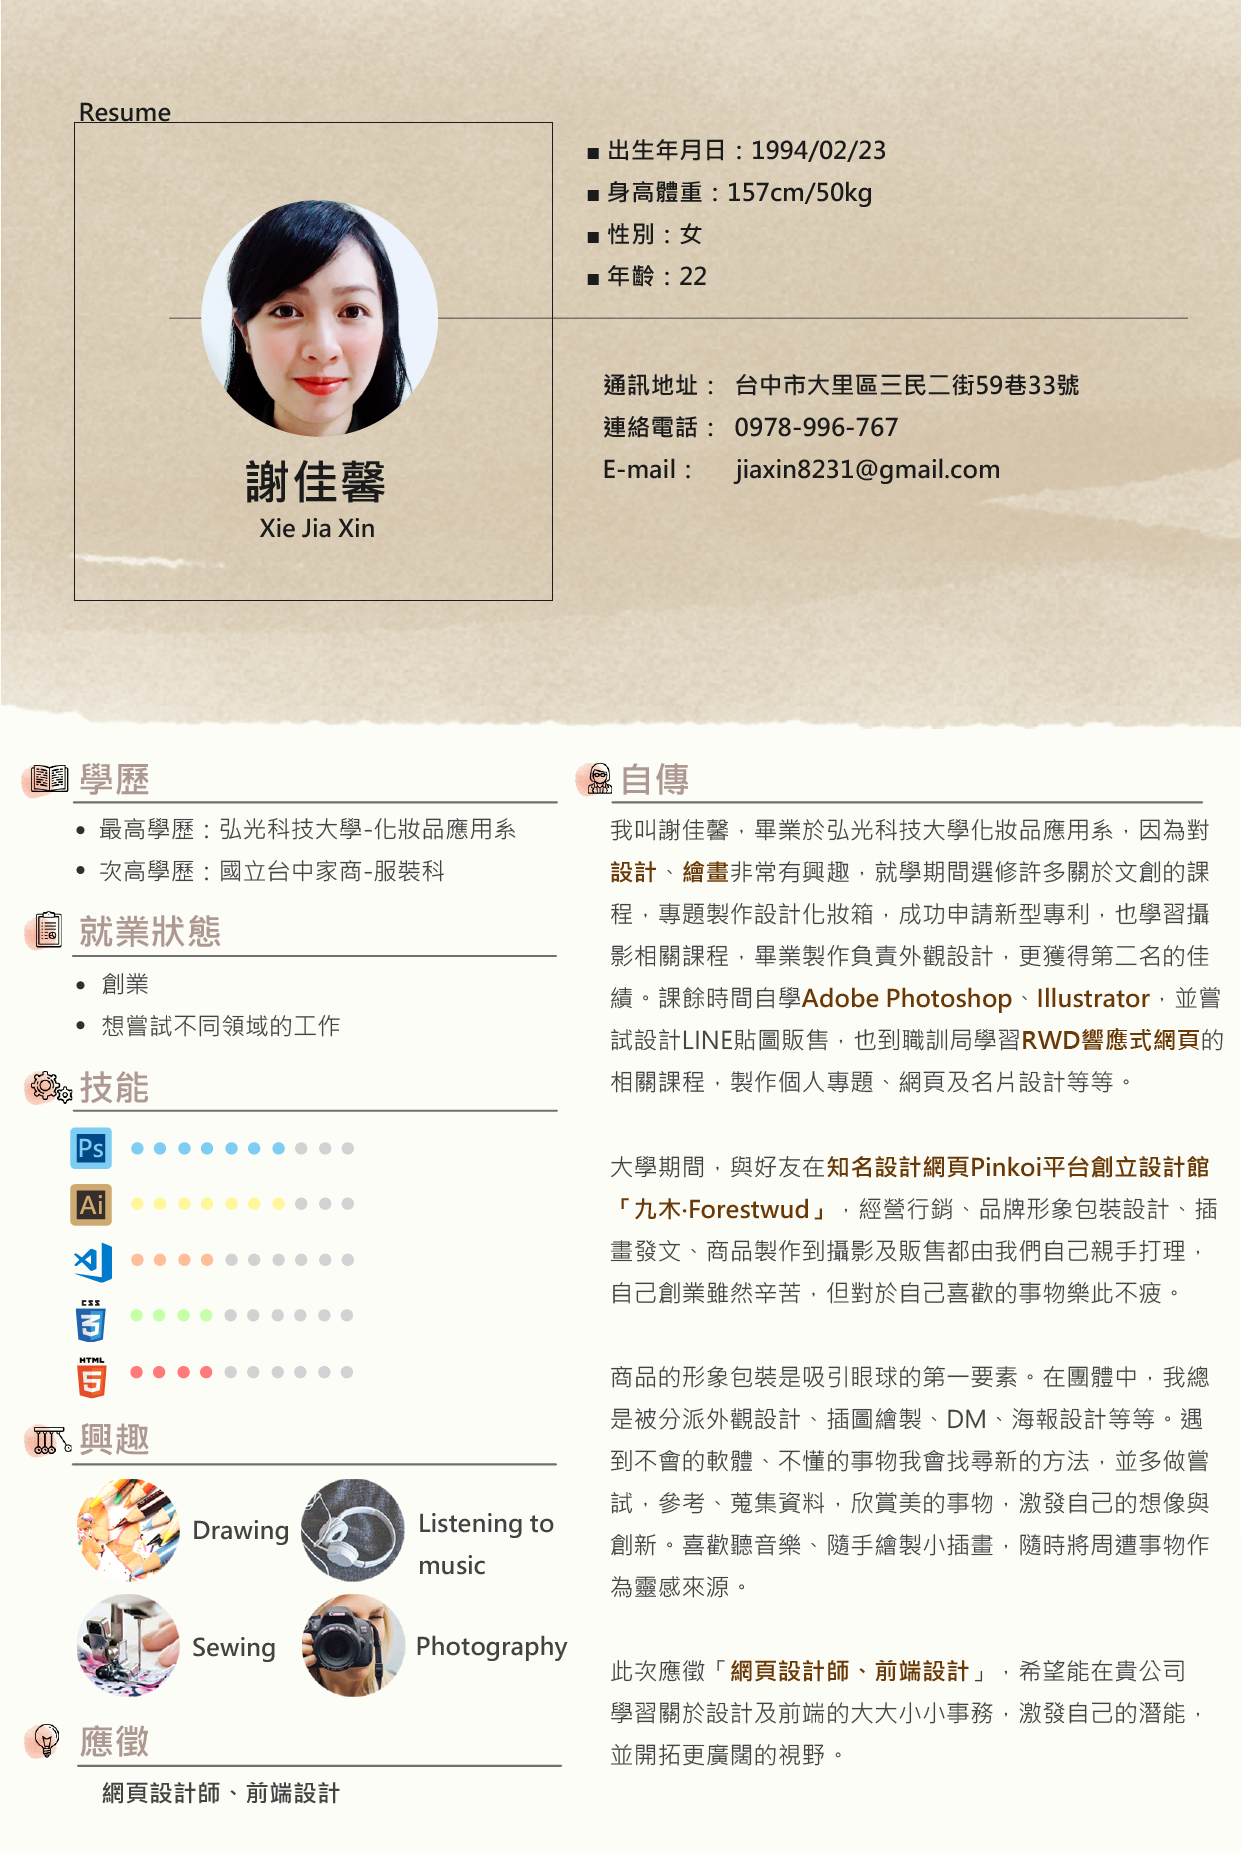 Resume
謝佳馨
Xie Jia Xin
■ 出生年月日：1994/02/23
■ 身高體重：157cm/50kg
■ 性別：女
■ 年齡：22
通訊地址： 台中市大里區三民二街59巷33號
連絡電話： 0978-996-767
E-mail： jiaxin8231@gmail.com
學歷
• 最高學歷：弘光科技大學-化妝品應用系
• 次高學歷：國立台中家商-服裝科
就業狀態
• 創業
• 想嘗試不同領域的工作
技能
Ps
Ai
CSS
3
HTML
5
興趣
Drawing
Listening to
music
Sewing
Photography
應徵
網頁設計師、前端設計
自傳
我叫謝佳馨，畢業於弘光科技大學化妝品應用系，因為對
設計、繪畫非常有興趣，就學期間選修許多關於文創的課
程，專題製作設計化妝箱，成功申請新型專利，也學習攝
影相關課程，畢業製作負責外觀設計，更獲得第二名的佳
績。課餘時間自學Adobe Photoshop、Illustrator，並嘗
試設計LINE貼圖販售，也到職訓局學習RWD響應式網頁的
相關課程，製作個人專題、網頁及名片設計等等。
大學期間，與好友在知名設計網頁Pinkoi平台創立設計館
「九木·Forestwud」，經營行銷、品牌形象包裝設計、插
畫發文、商品製作到攝影及販售都由我們自己親手打理，
自己創業雖然辛苦，但對於自己喜歡的事物樂此不疲。
商品的形象包裝是吸引眼球的第一要素。在團體中，我總
是被分派外觀設計、插圖繪製、DM、海報設計等等。遇
到不會的軟體、不懂的事物我會找尋新的方法，並多做嘗
試，參考、蒐集資料，欣賞美的事物，激發自己的想像與
創新。喜歡聽音樂、隨手繪製小插畫，隨時將周遭事物作
為靈感來源。
此次應徵「網頁設計師、前端設計」，希望能在貴公司
學習關於設計及前端的大大小小事務，激發自己的潛能，
並開拓更廣闊的視野。